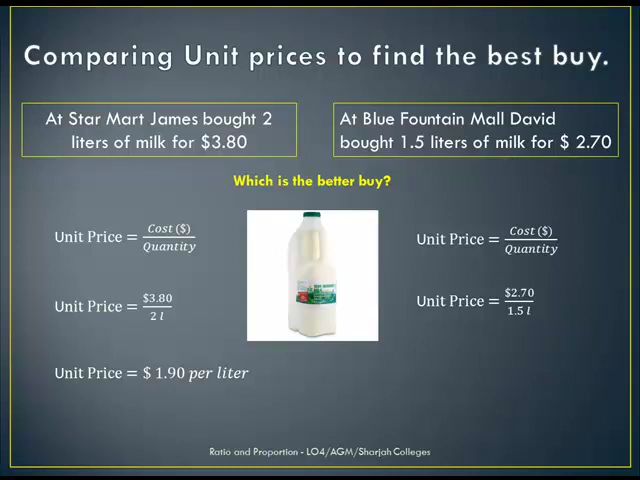 Comparing Unit prices to find the best buy.
At Star Mart James bought 2
liters of milk for $3.80
At Blue Fountain Mall David
bought 1.5 liters of milk for $ 2.70
Which is the better buy?
Unit Price = Cost ($) / Quantity
Unit Price = $3.80 / 2 l
Unit Price = $ 1.90 per liter
Unit Price = Cost ($) / Quantity
Unit Price = $2.70 / 1.5 l
Ratio and Proportion - LO4/AGM/Sharjah Colleges